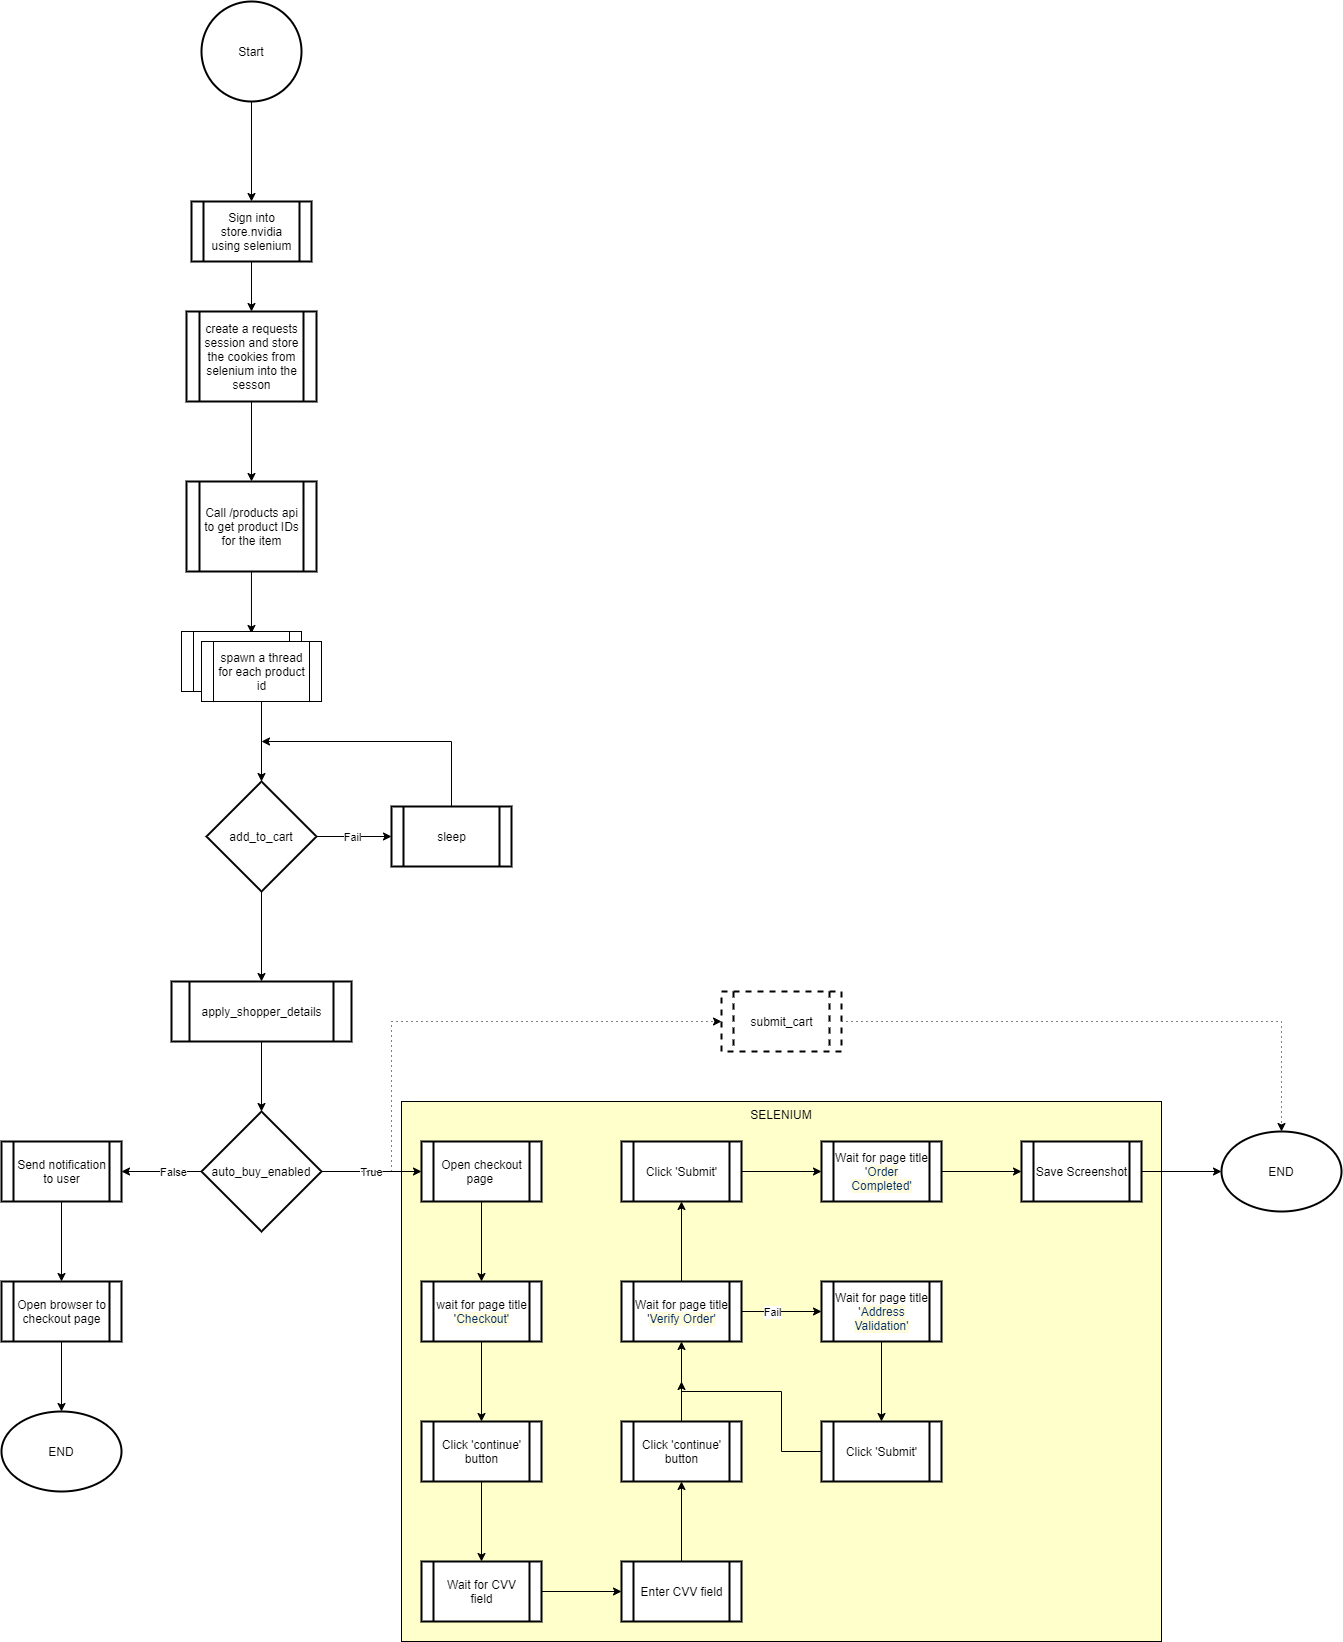 Start
Sign into
store.nvidia
using selenium
create a requests
session and store
the cookies from
selenium into the
sesson
Call /products api
to get product IDs
for the item
spawn a thread
for each product
id
add_to_cart
Fail
sleep
apply_shopper_details
submit_cart
SELENIUM
Send notification
to user
False
auto_buy_enabled
True
Open checkout
page
Click 'Submit'
Wait for page title
'Order
Completed'
Save Screenshot
END
Open browser to
checkout page
wait for page title
'Checkout'
Wait for page title
'Verify Order'
Fail
Wait for page title
'Address
Validation'
END
Click 'continue'
button
Click 'continue'
button
Click 'Submit'
Wait for CVV
field
Enter CVV field